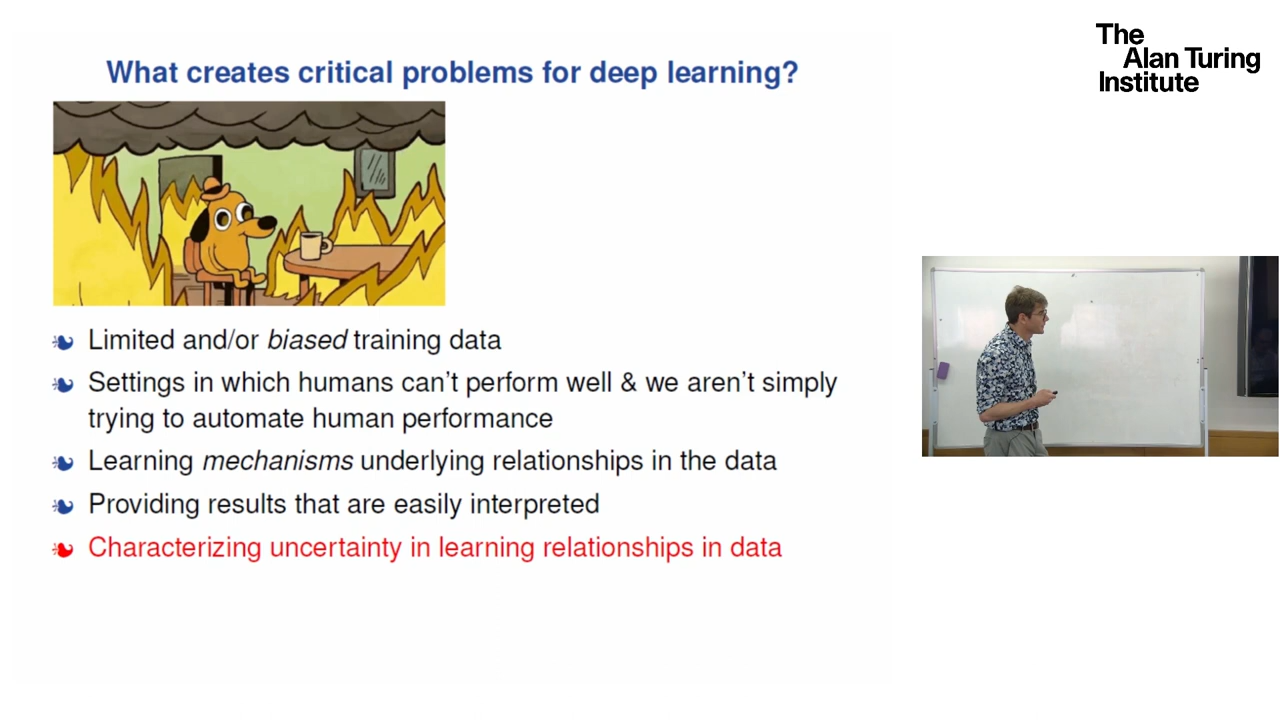 What creates critical problems for deep learning?
The
Alan Turing
Institute
Limited and/or biased training data
Settings in which humans can't perform well & we aren't simply
trying to automate human performance
Learning mechanisms underlying relationships in the data
Providing results that are easily interpreted
Characterizing uncertainty in learning relationships in data